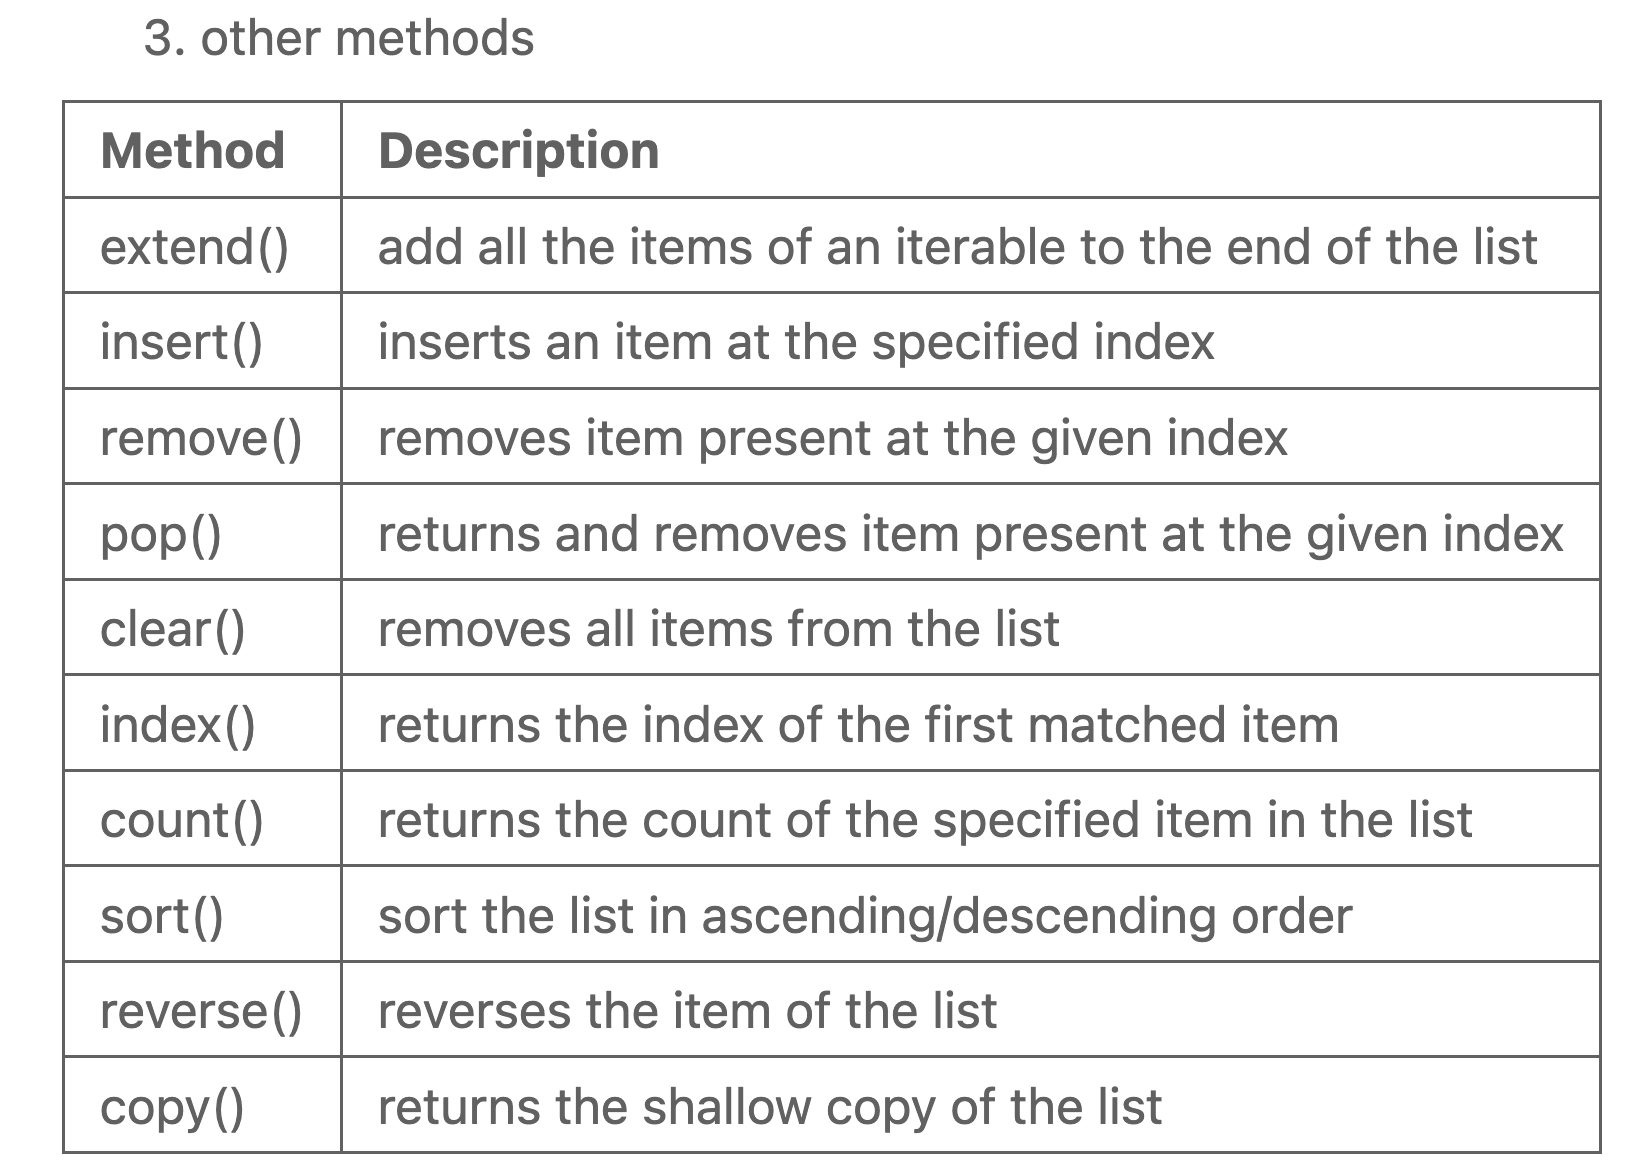 3. other methods
Method Description
extend() add all the items of an iterable to the end of the list
insert() inserts an item at the specified index
remove() removes item present at the given index
pop() returns and removes item present at the given index
clear() removes all items from the list
index() returns the index of the first matched item
count() returns the count of the specified item in the list
sort() sort the list in ascending/descending order
reverse() reverses the item of the list
copy() returns the shallow copy of the list